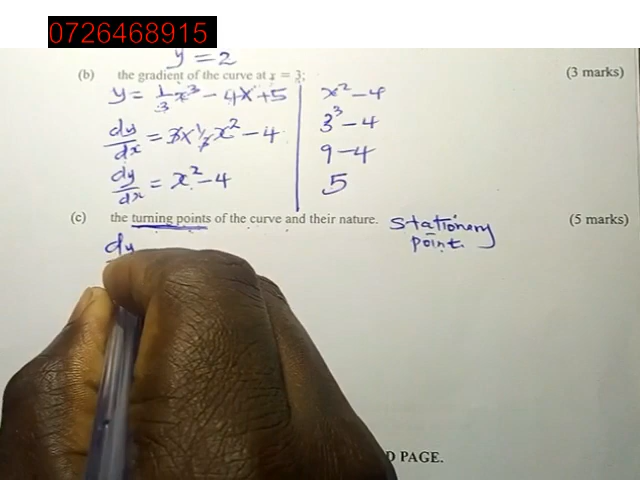 0726468915
y = 2
(b) the gradient of the curve at x = 3; (3 marks)
y = 1/3 x³ - 4x + 5
dy/dx = 3 x 1/3 x² - 4
dy/dx = x² - 4
x² - 4
3³ - 4
9 - 4
5
(c) the turning points of the curve and their nature. (5 marks)
Stationery
point.
dy
D PAGE.